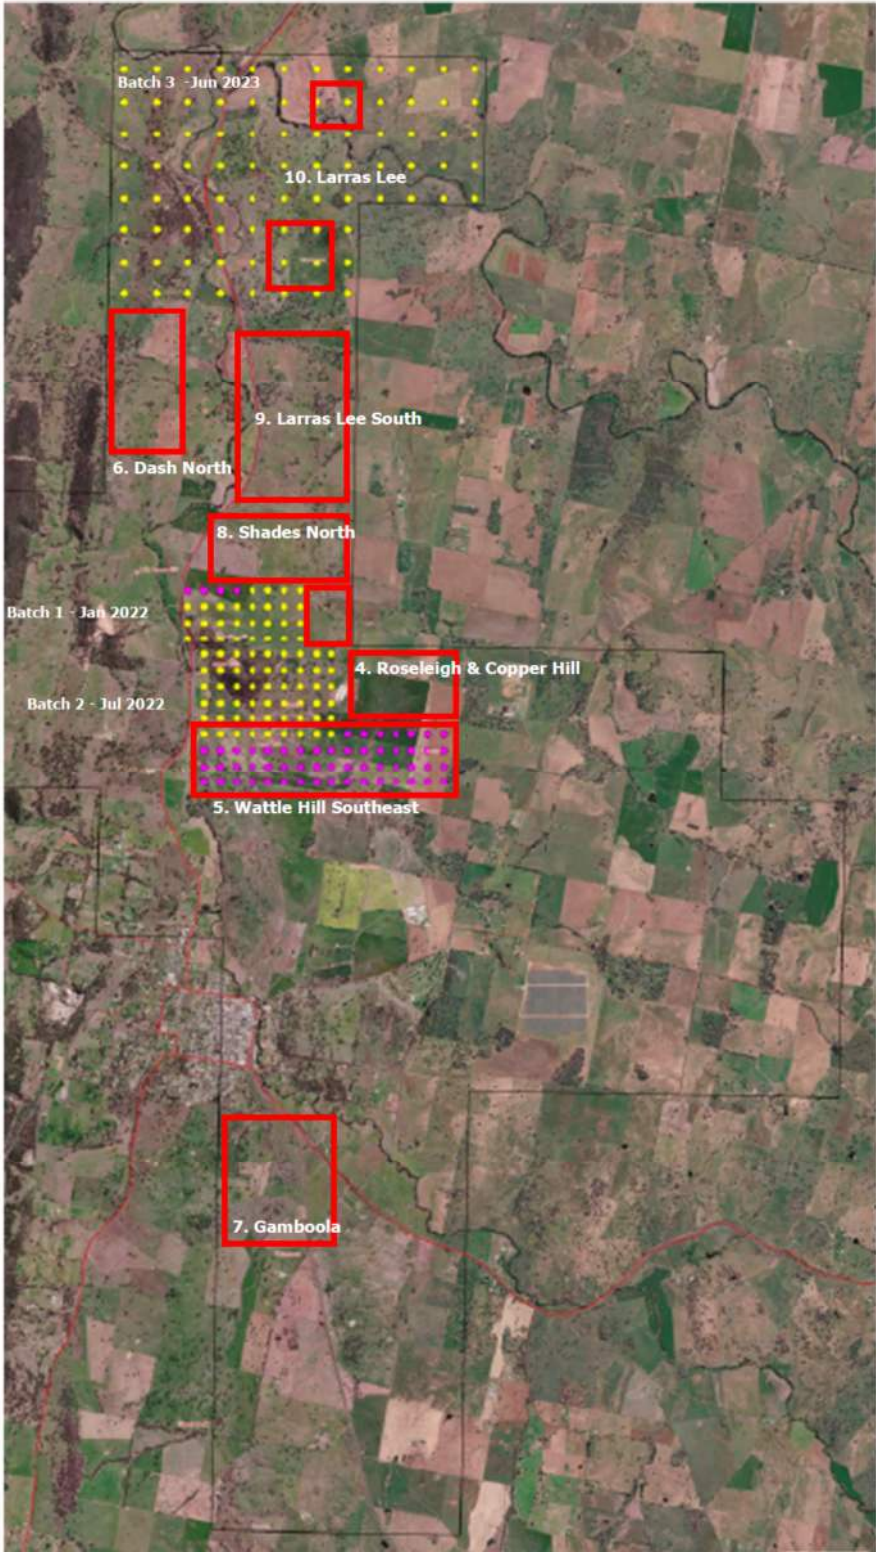 Batch 3 -Jun 2023
10. Larras Lee
9. Larras Lee South
6. Dash North
8. Shades North
Batch 1 - Jan 2022
4. Roseleigh & Copper Hill
Batch 2 - Jul 2022
5. Wattle Hill Southeast
7. Gamboola